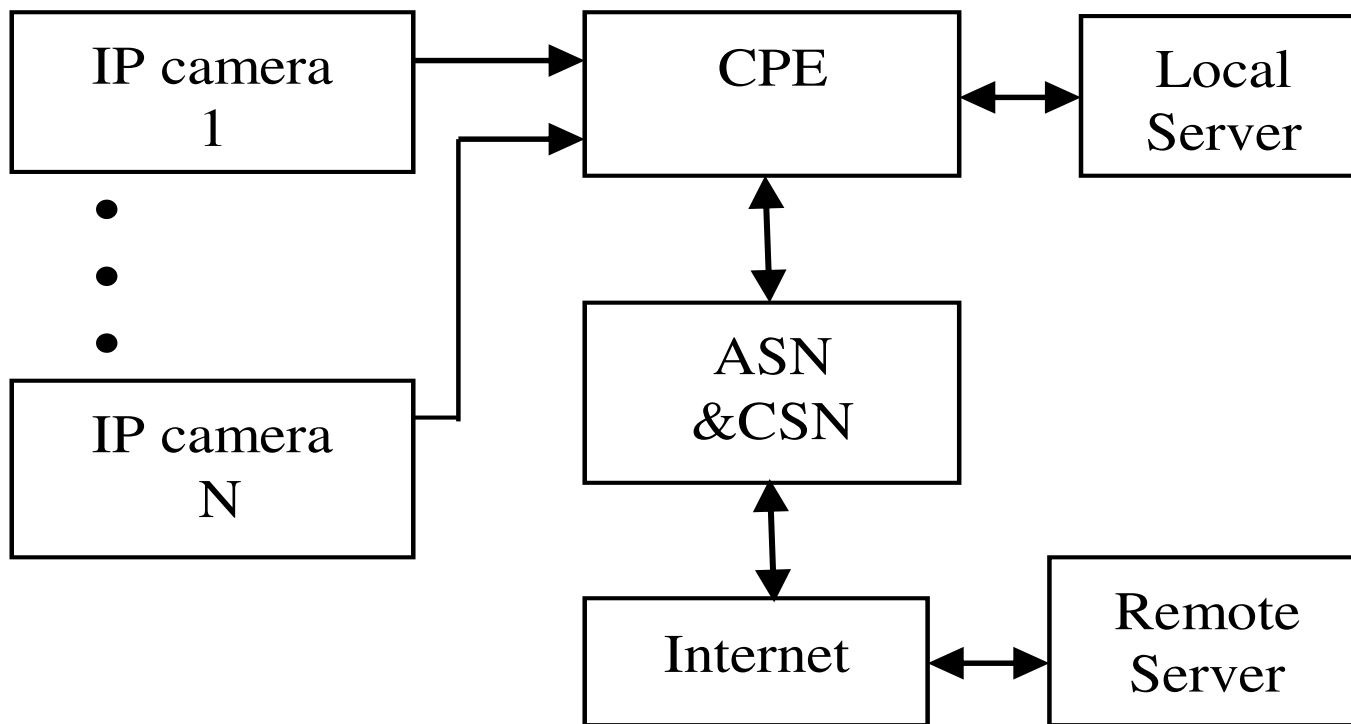 IP camera
1
CPE
Local
Server
ASN
&CSN
IP camera
N
Internet
Remote
Server